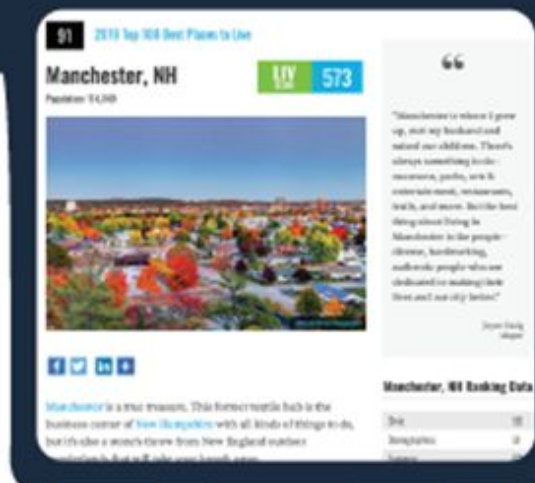 91 2019 Top 100 Best Places to Live
Manchester, NH
LIV 573
Population:
“Manchester is where I grew
up, met my husband and
raised our children. There's
always something to do–
museums, parks, arts &
entertainment, restaurants,
trails, and more. But the best
thing about living in
Manchester is the people–
diverse, hardworking,
authentic people who are
dedicated to making their
lives and our city better.”
Joyce Craig
Mayor
Manchester is a true treasure. This former textile hub is the
business center of New Hampshire with all kinds of things to do,
but it's also a stone's throw from New England outdoor
Manchester, NH Ranking Data